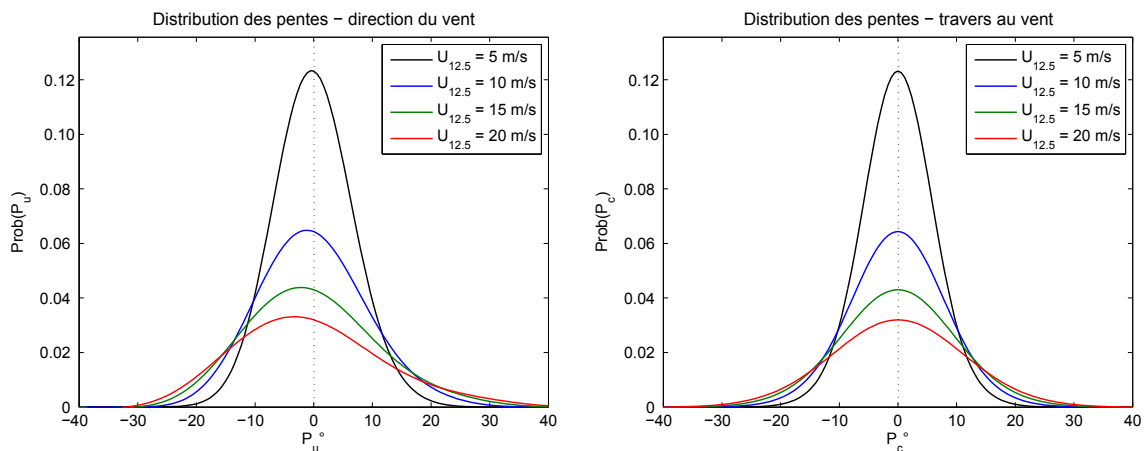 Distribution des pentes − direction du vent
U12.5 = 5 m/s
U12.5 = 10 m/s
U12.5 = 15 m/s
U12.5 = 20 m/s
0.12
0.10
0.08
0.06
0.04
0.02
0
Prob(Pu)
−40 −30 −20 −10 0 10 20 30 40
Pu°
Distribution des pentes − travers au vent
U12.5 = 5 m/s
U12.5 = 10 m/s
U12.5 = 15 m/s
U12.5 = 20 m/s
0.12
0.10
0.08
0.06
0.04
0.02
0
Prob(Pc)
−40 −30 −20 −10 0 10 20 30 40
Pc°